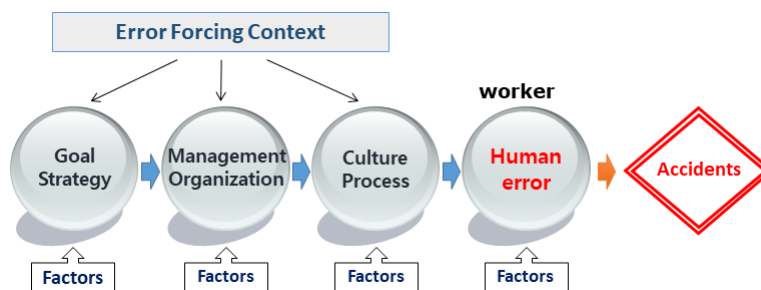 Error Forcing Context
worker
Goal
Strategy
Management
Organization
Culture
Process
Human
error
Accidents
Factors
Factors
Factors
Factors